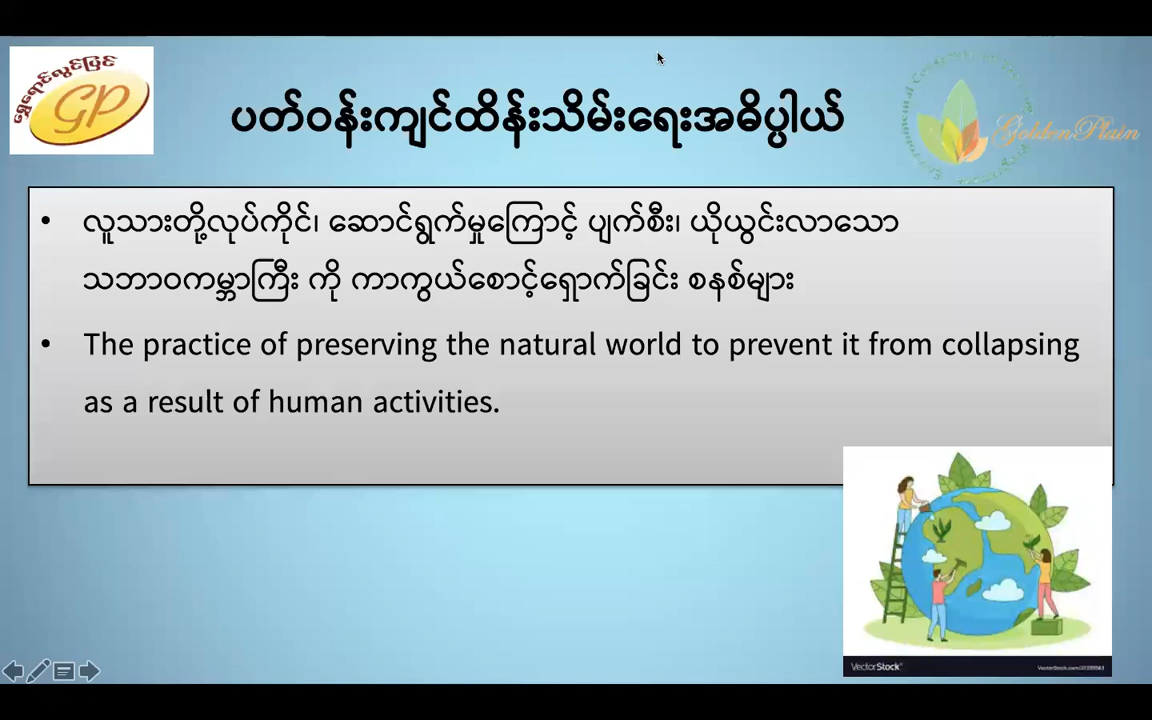 ရွှေရောင်လွင်ပြင်
GP
ပတ်ဝန်းကျင်ထိန်းသိမ်းရေးအဓိပ္ပါယ်
Golden Plain
• လူသားတို့လုပ်ကိုင်၊ ဆောင်ရွက်မှုကြောင့် ပျက်စီး၊ ယိုယွင်းလာသော
သဘာဝကမ္ဘာကြီး ကို ကာကွယ်စောင့်ရှောက်ခြင်း စနစ်များ
• The practice of preserving the natural world to prevent it from collapsing
as a result of human activities.
VectorStock